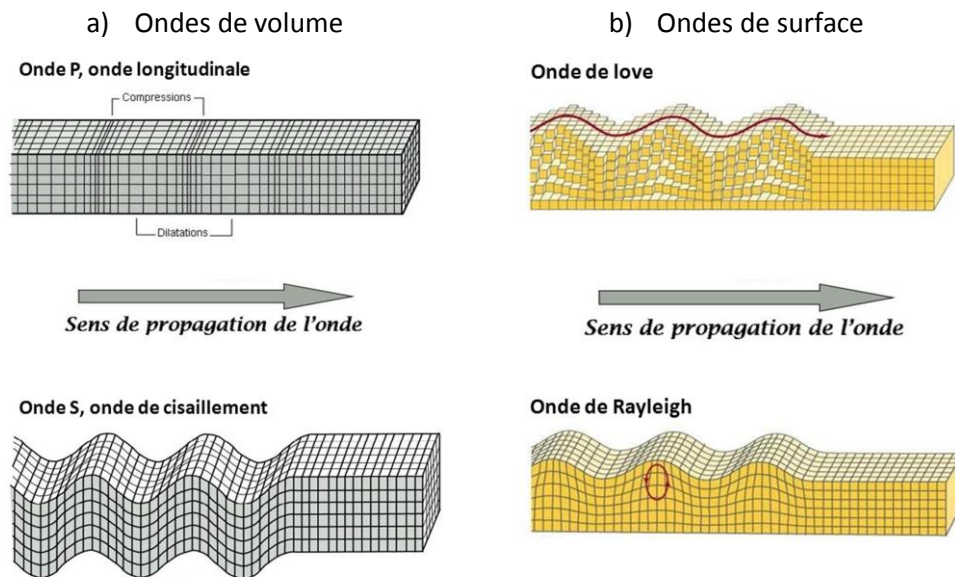 a) Ondes de volume
Onde P, onde longitudinale
Compressions
Dilatations
Sens de propagation de l'onde
Onde S, onde de cisaillement
b) Ondes de surface
Onde de love
Sens de propagation de l'onde
Onde de Rayleigh